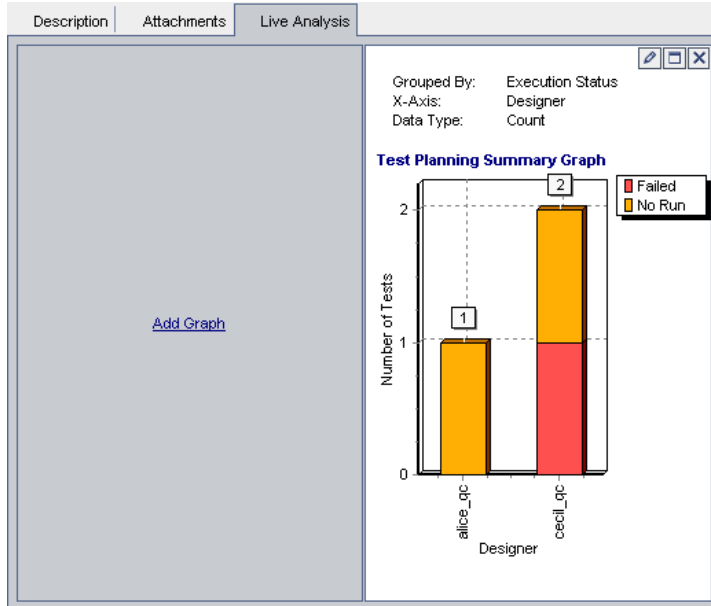 Description
Attachments
Live Analysis
Add Graph
Grouped By: Execution Status
X-Axis: Designer
Data Type: Count
Test Planning Summary Graph
Failed
No Run
Number of Tests
2
1
0
1
2
alice_qc
cecil_qc
Designer